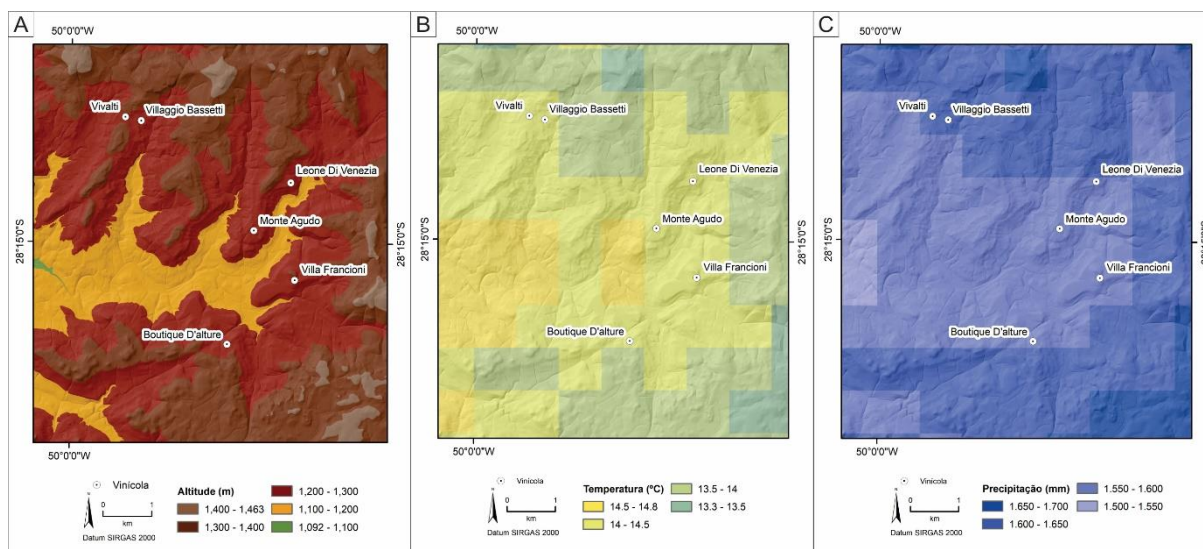 A
50°0'0"W
Vivalti
Villaggio Bassetti
Leone Di Venezia
Monte Agudo
28°15'0"S
Villa Francioni
Boutique D'alture
50°0'0"W
Vinícola
0 1
km
Datum SIRGAS 2000
Altitude (m)
1,400 - 1,463
1,300 - 1,400
1,200 - 1,300
1,100 - 1,200
1,092 - 1,100
B
50°0'0"W
Vivalti
Villaggio Bassetti
Leone Di Venezia
Monte Agudo
28°15'0"S
28°15'0"S
Villa Francioni
Boutique D'alture
50°0'0"W
Vinícola
0 1
km
Datum SIRGAS 2000
Temperatura (ºC)
14.5 - 14.8
14 - 14.5
13.5 - 14
13.3 - 13.5
C
50°0'0"W
Vivalti
Villaggio Bassetti
Leone Di Venezia
Monte Agudo
28°15'0"S
28°15'0"S
Villa Francioni
Boutique D'alture
50°0'0"W
Vinícola
0 1
km
Datum SIRGAS 2000
Precipitação (mm)
1.650 - 1.700
1.600 - 1.650
1.550 - 1.600
1.500 - 1.550